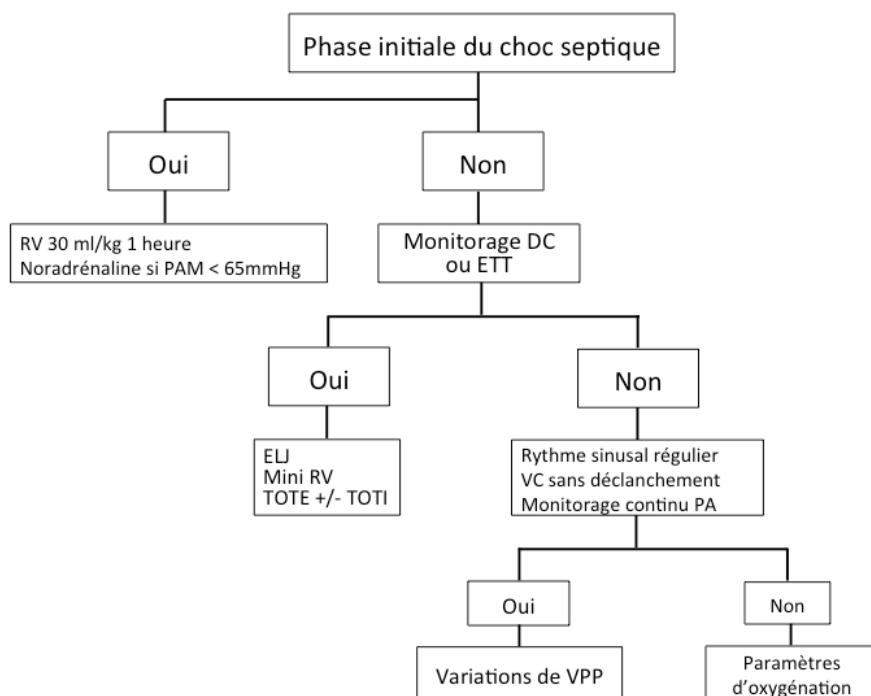 Phase initiale du choc septique
Oui
Non
RV 30 ml/kg 1 heure
Noradrénaline si PAM < 65mmHg
Monitorage DC
ou ETT
Oui
Non
ELJ
Mini RV
TOTE +/- TOTI
Rythme sinusal régulier
VC sans déclanchement
Monitorage continu PA
Oui
Non
Variations de VPP
Paramètres
d'oxygénation